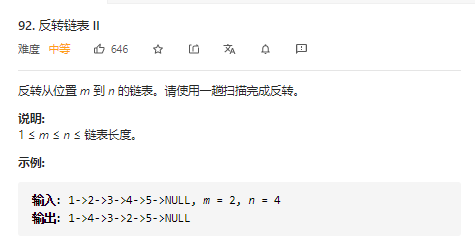 92. 反转链表 II
难度 中等 646
反转从位置 m 到 n 的链表。请使用一趟扫描完成反转。
说明:
1 ≤ m ≤ n ≤ 链表长度。
示例:
输入: 1->2->3->4->5->NULL, m = 2, n = 4
输出: 1->4->3->2->5->NULL